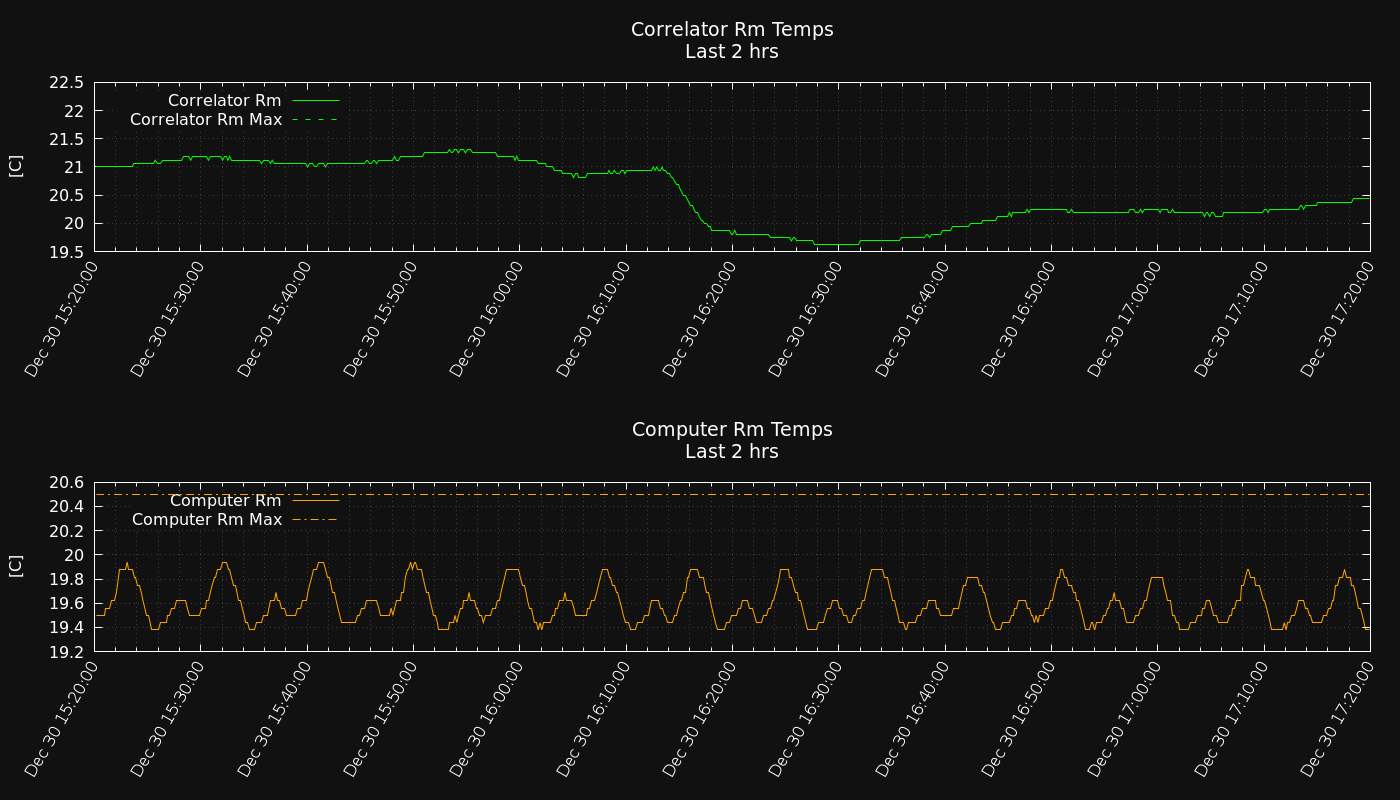 Correlator Rm Temps
Last 2 hrs
Correlator Rm
Correlator Rm Max
[C]
22.5
22
21.5
21
20.5
20
19.5
Dec 30 15:20:00
Dec 30 15:30:00
Dec 30 15:40:00
Dec 30 15:50:00
Dec 30 16:00:00
Dec 30 16:10:00
Dec 30 16:20:00
Dec 30 16:30:00
Dec 30 16:40:00
Dec 30 16:50:00
Dec 30 17:00:00
Dec 30 17:10:00
Dec 30 17:20:00
Computer Rm Temps
Last 2 hrs
Computer Rm
Computer Rm Max
[C]
20.6
20.4
20.2
20
19.8
19.6
19.4
19.2
Dec 30 15:20:00
Dec 30 15:30:00
Dec 30 15:40:00
Dec 30 15:50:00
Dec 30 16:00:00
Dec 30 16:10:00
Dec 30 16:20:00
Dec 30 16:30:00
Dec 30 16:40:00
Dec 30 16:50:00
Dec 30 17:00:00
Dec 30 17:10:00
Dec 30 17:20:00